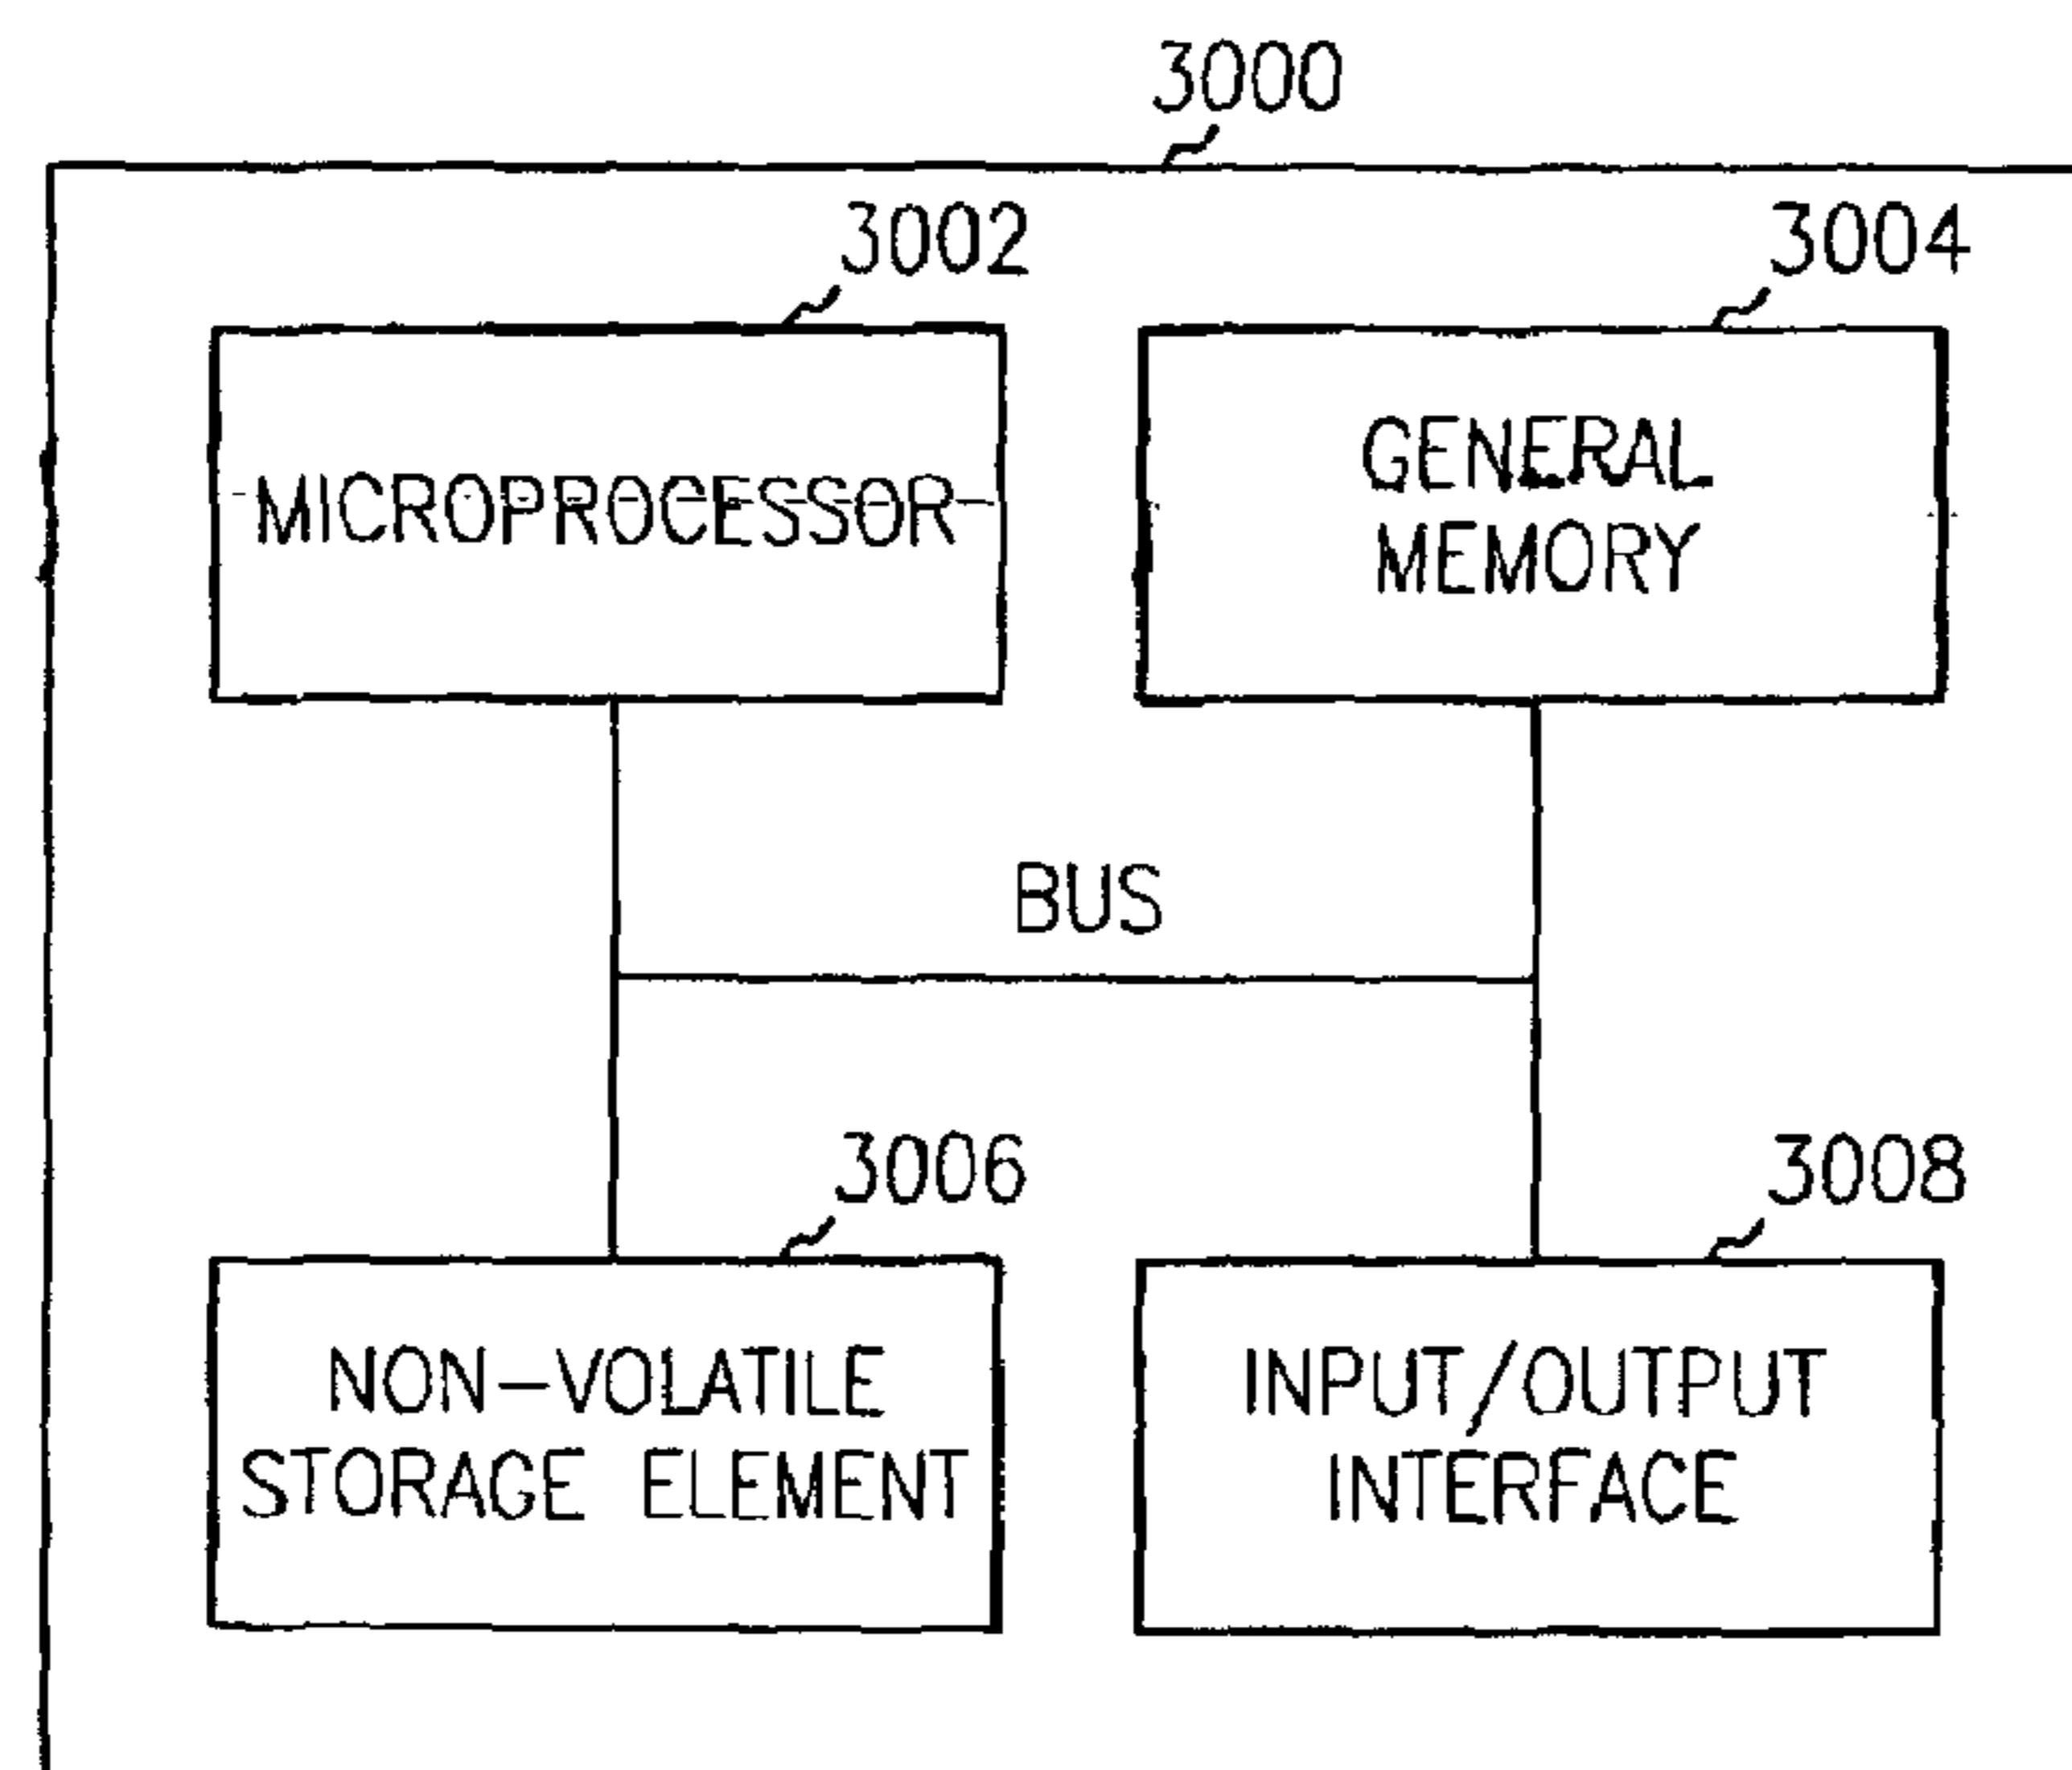 3000
3002
3004
MICROPROCESSOR
GENERAL
MEMORY
BUS
3006
3008
NON-VOLATILE
STORAGE ELEMENT
INPUT/OUTPUT
INTERFACE